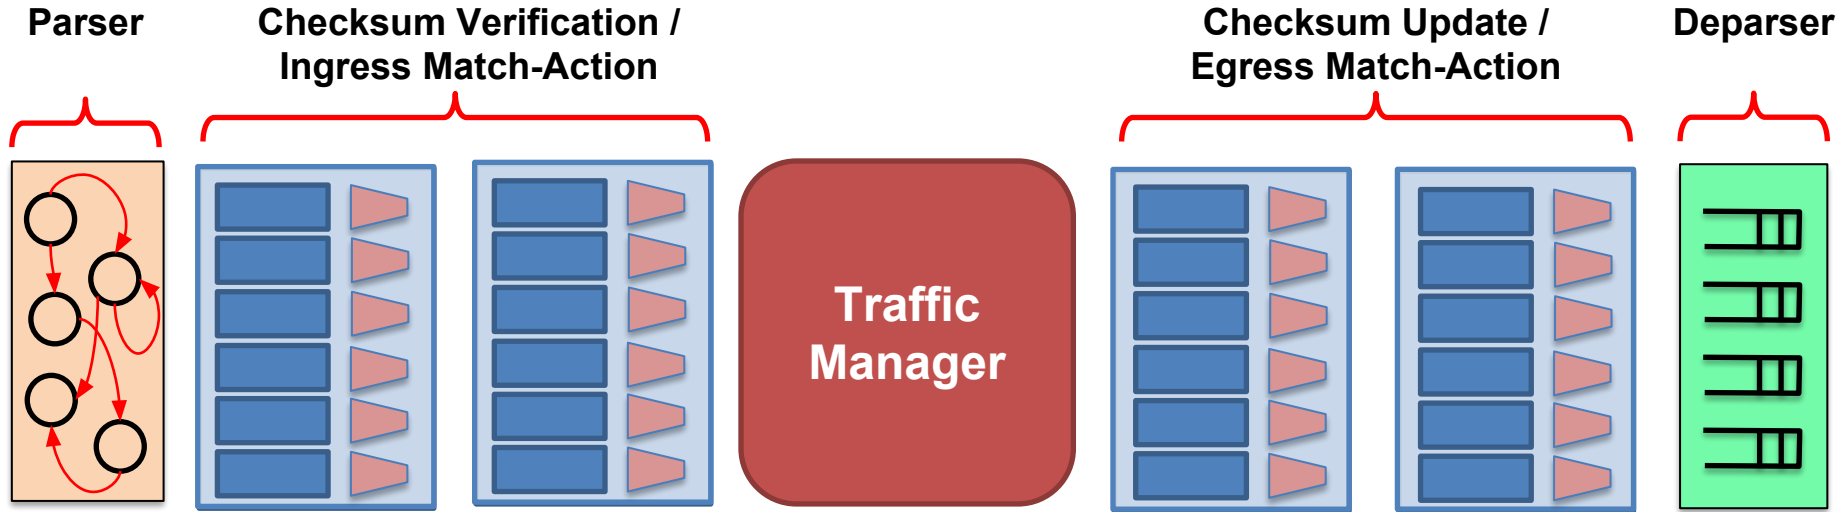 Parser
Checksum Verification /
Ingress Match-Action
Checksum Update /
Egress Match-Action
Deparser
Traffic
Manager